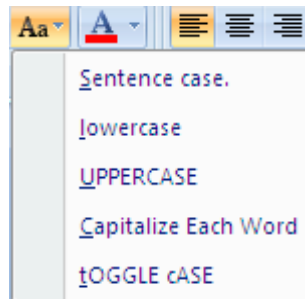 Aa A
Sentence case.
lowercase
UPPERCASE
Capitalize Each Word
tOGGLE cASE